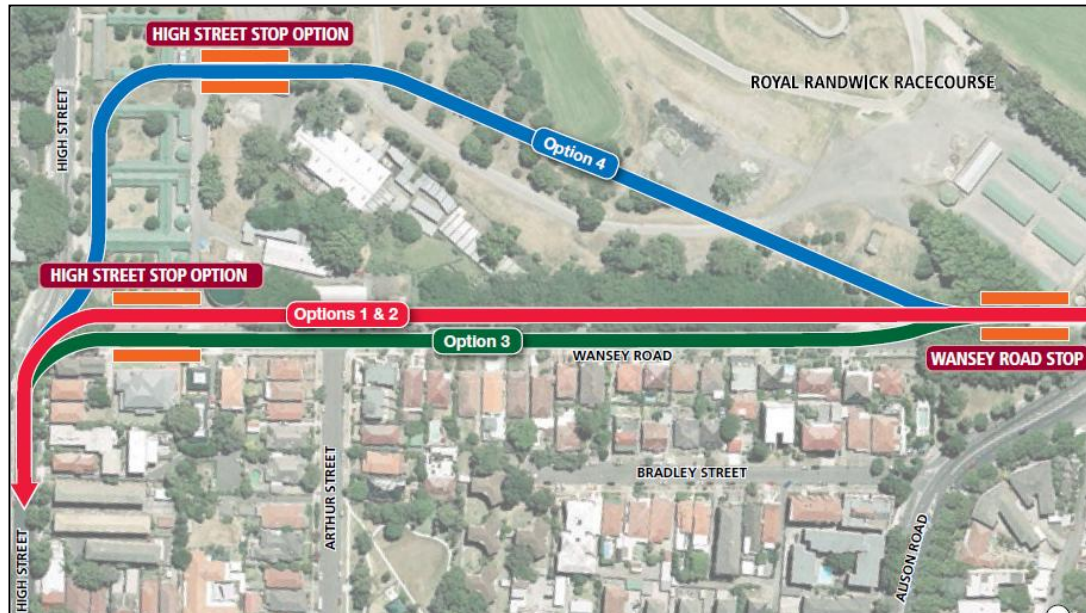 HIGH STREET STOP OPTION
ROYAL RANDWICK RACECOURSE
HIGH STREET
Option 4
HIGH STREET STOP OPTION
Options 1 & 2
Option 3
WANSEY ROAD
WANSEY ROAD STOP
BRADLEY STREET
ARTHUR STREET
ALISON ROAD
HIGH STREET